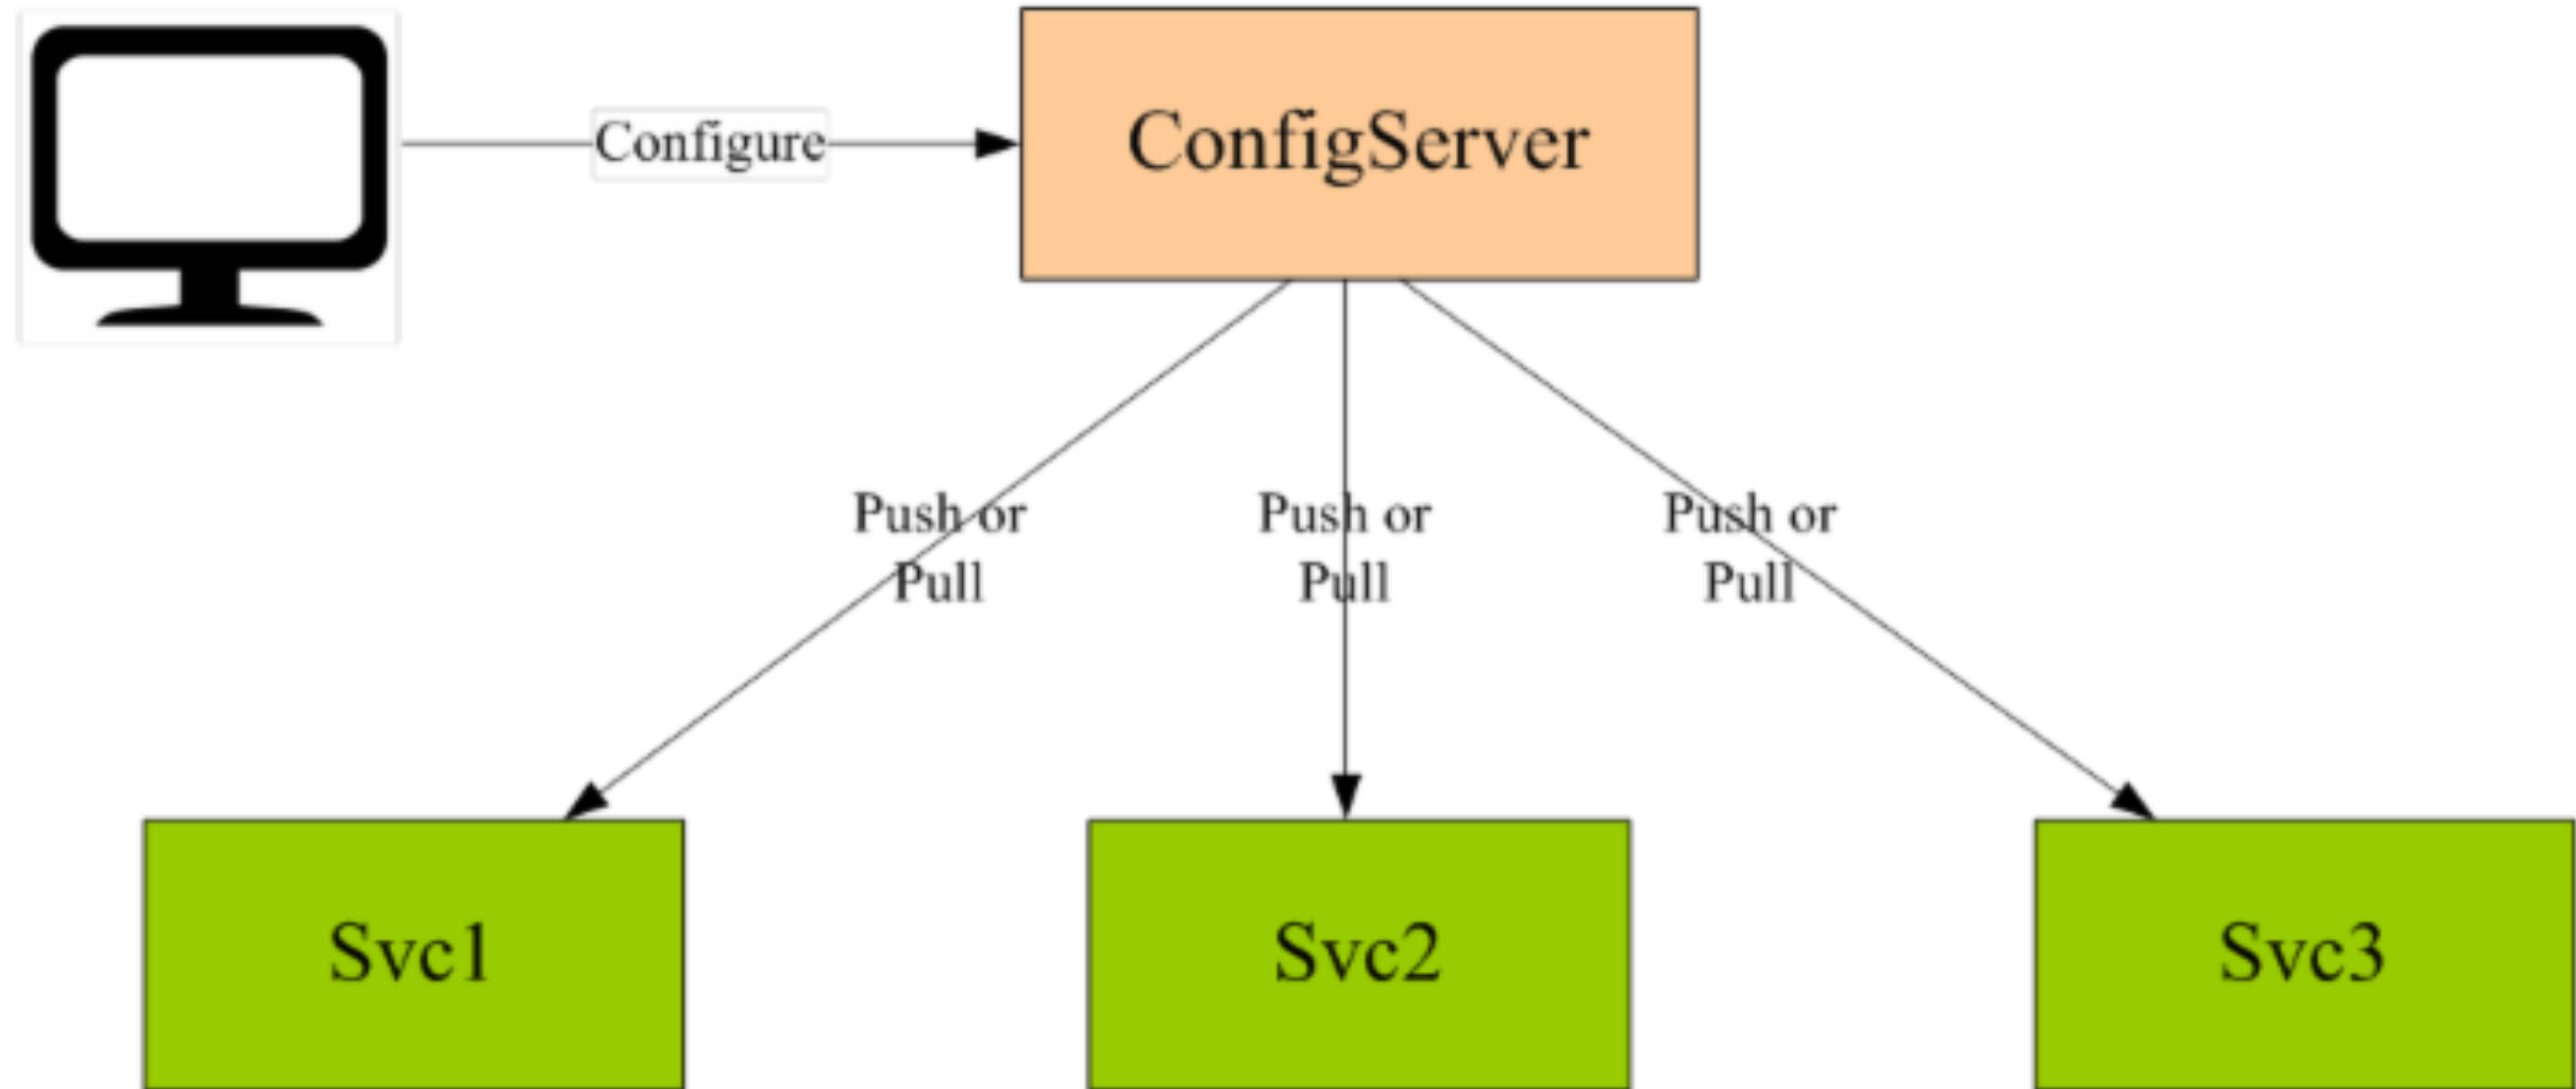 Configure
ConfigServer
Push or
Pull
Push or
Pull
Push or
Pull
Svc1
Svc2
Svc3